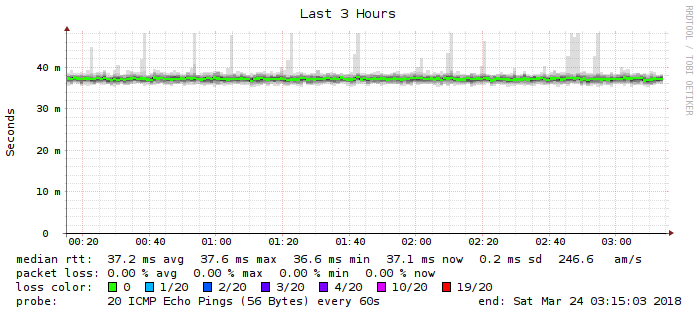 Last 3 Hours
RRDTOOL / TOBI OETIKER
Seconds
40 m
30 m
20 m
10 m
0
00:20 00:40 01:00 01:20 01:40 02:00 02:20 02:40 03:00
median rtt: 37.2 ms avg 37.6 ms max 36.6 ms min 37.1 ms now 0.2 ms sd 246.6 am/s
packet loss: 0.00 % avg 0.00 % max 0.00 % min 0.00 % now
loss color: 0 1/20 2/20 3/20 4/20 10/20 19/20
probe: 20 ICMP Echo Pings (56 Bytes) every 60s end: Sat Mar 24 03:15:03 2018